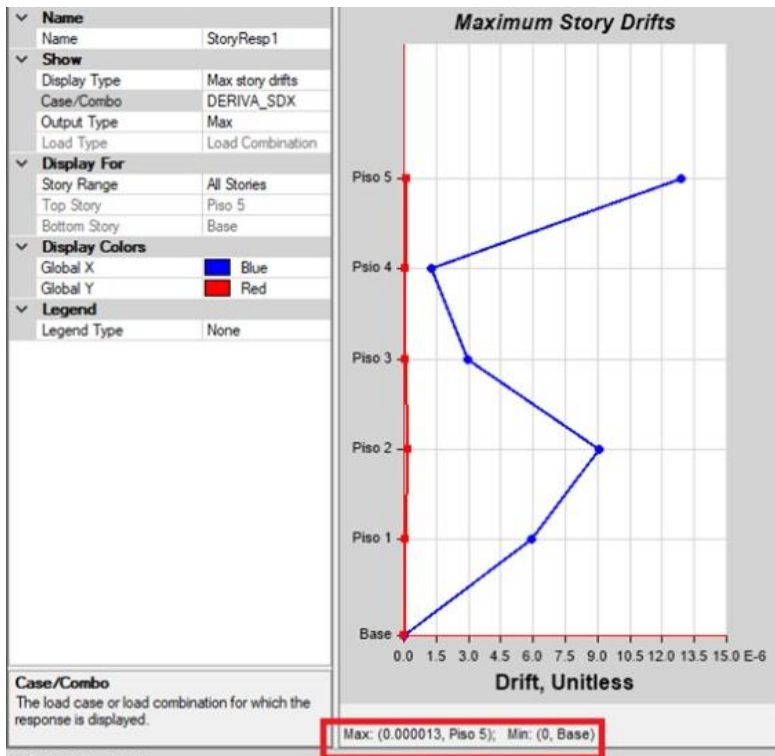 Name
Name StoryResp1
Show
Display Type Max story drifts
Case/Combo DERIVA_SDX
Output Type Max
Load Type Load Combination
Display For
Story Range All Stories
Top Story Piso 5
Bottom Story Base
Display Colors
Global X Blue
Global Y Red
Legend
Legend Type None
Case/Combo
The load case or load combination for which the
response is displayed.
Maximum Story Drifts
Piso 5
Psio 4
Piso 3
Piso 2
Piso 1
Base
0.0 1.5 3.0 4.5 6.0 7.5 9.0 10.5 12.0 13.5 15.0 E-6
Drift, Unitless
Max: (0.000013, Piso 5); Min: (0, Base)